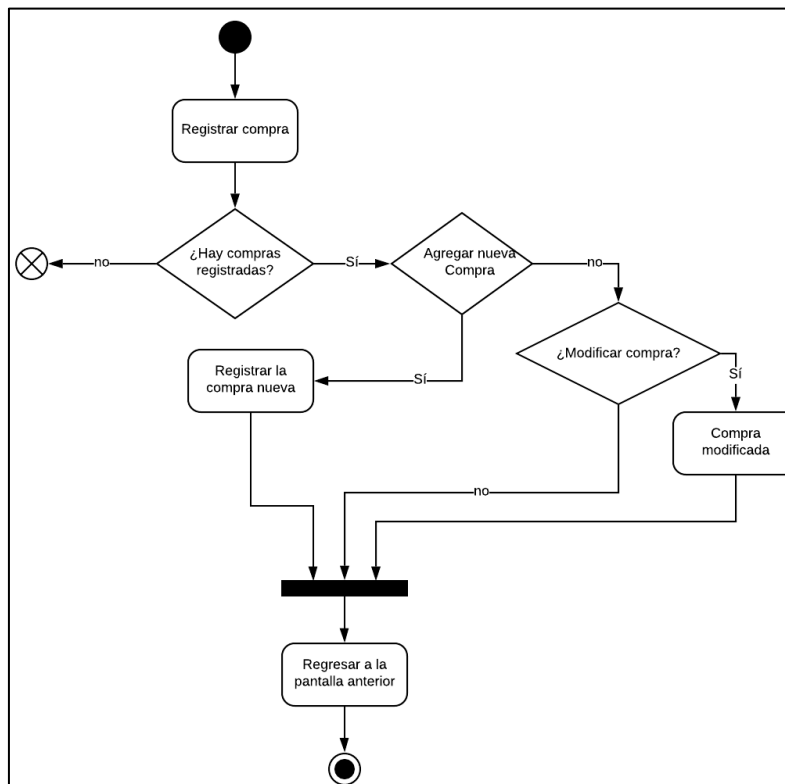 Registrar compra
¿Hay compras
registradas?
no
Sí
Agregar nueva
Compra
no
¿Modificar compra?
Sí
Registrar la
compra nueva
Sí
Compra
modificada
no
Regresar a la
pantalla anterior